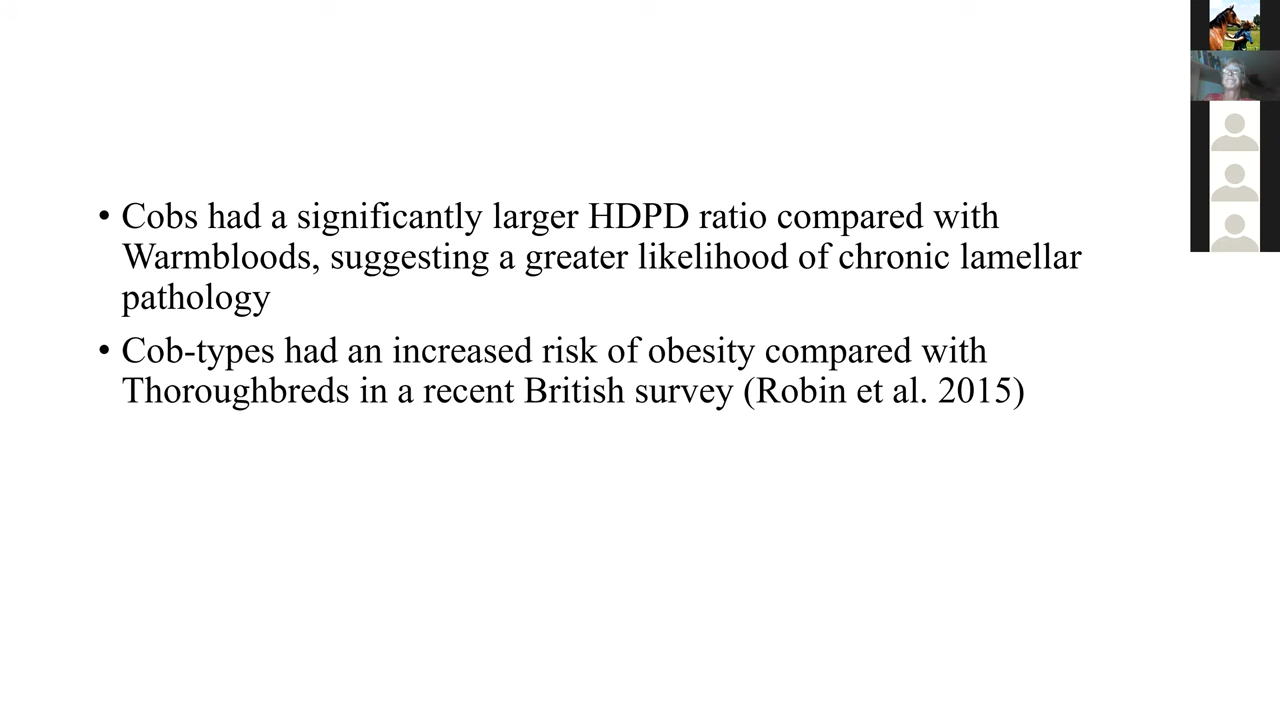 • Cobs had a significantly larger HDPD ratio compared with
Warmbloods, suggesting a greater likelihood of chronic lamellar
pathology
• Cob-types had an increased risk of obesity compared with
Thoroughbreds in a recent British survey (Robin et al. 2015)